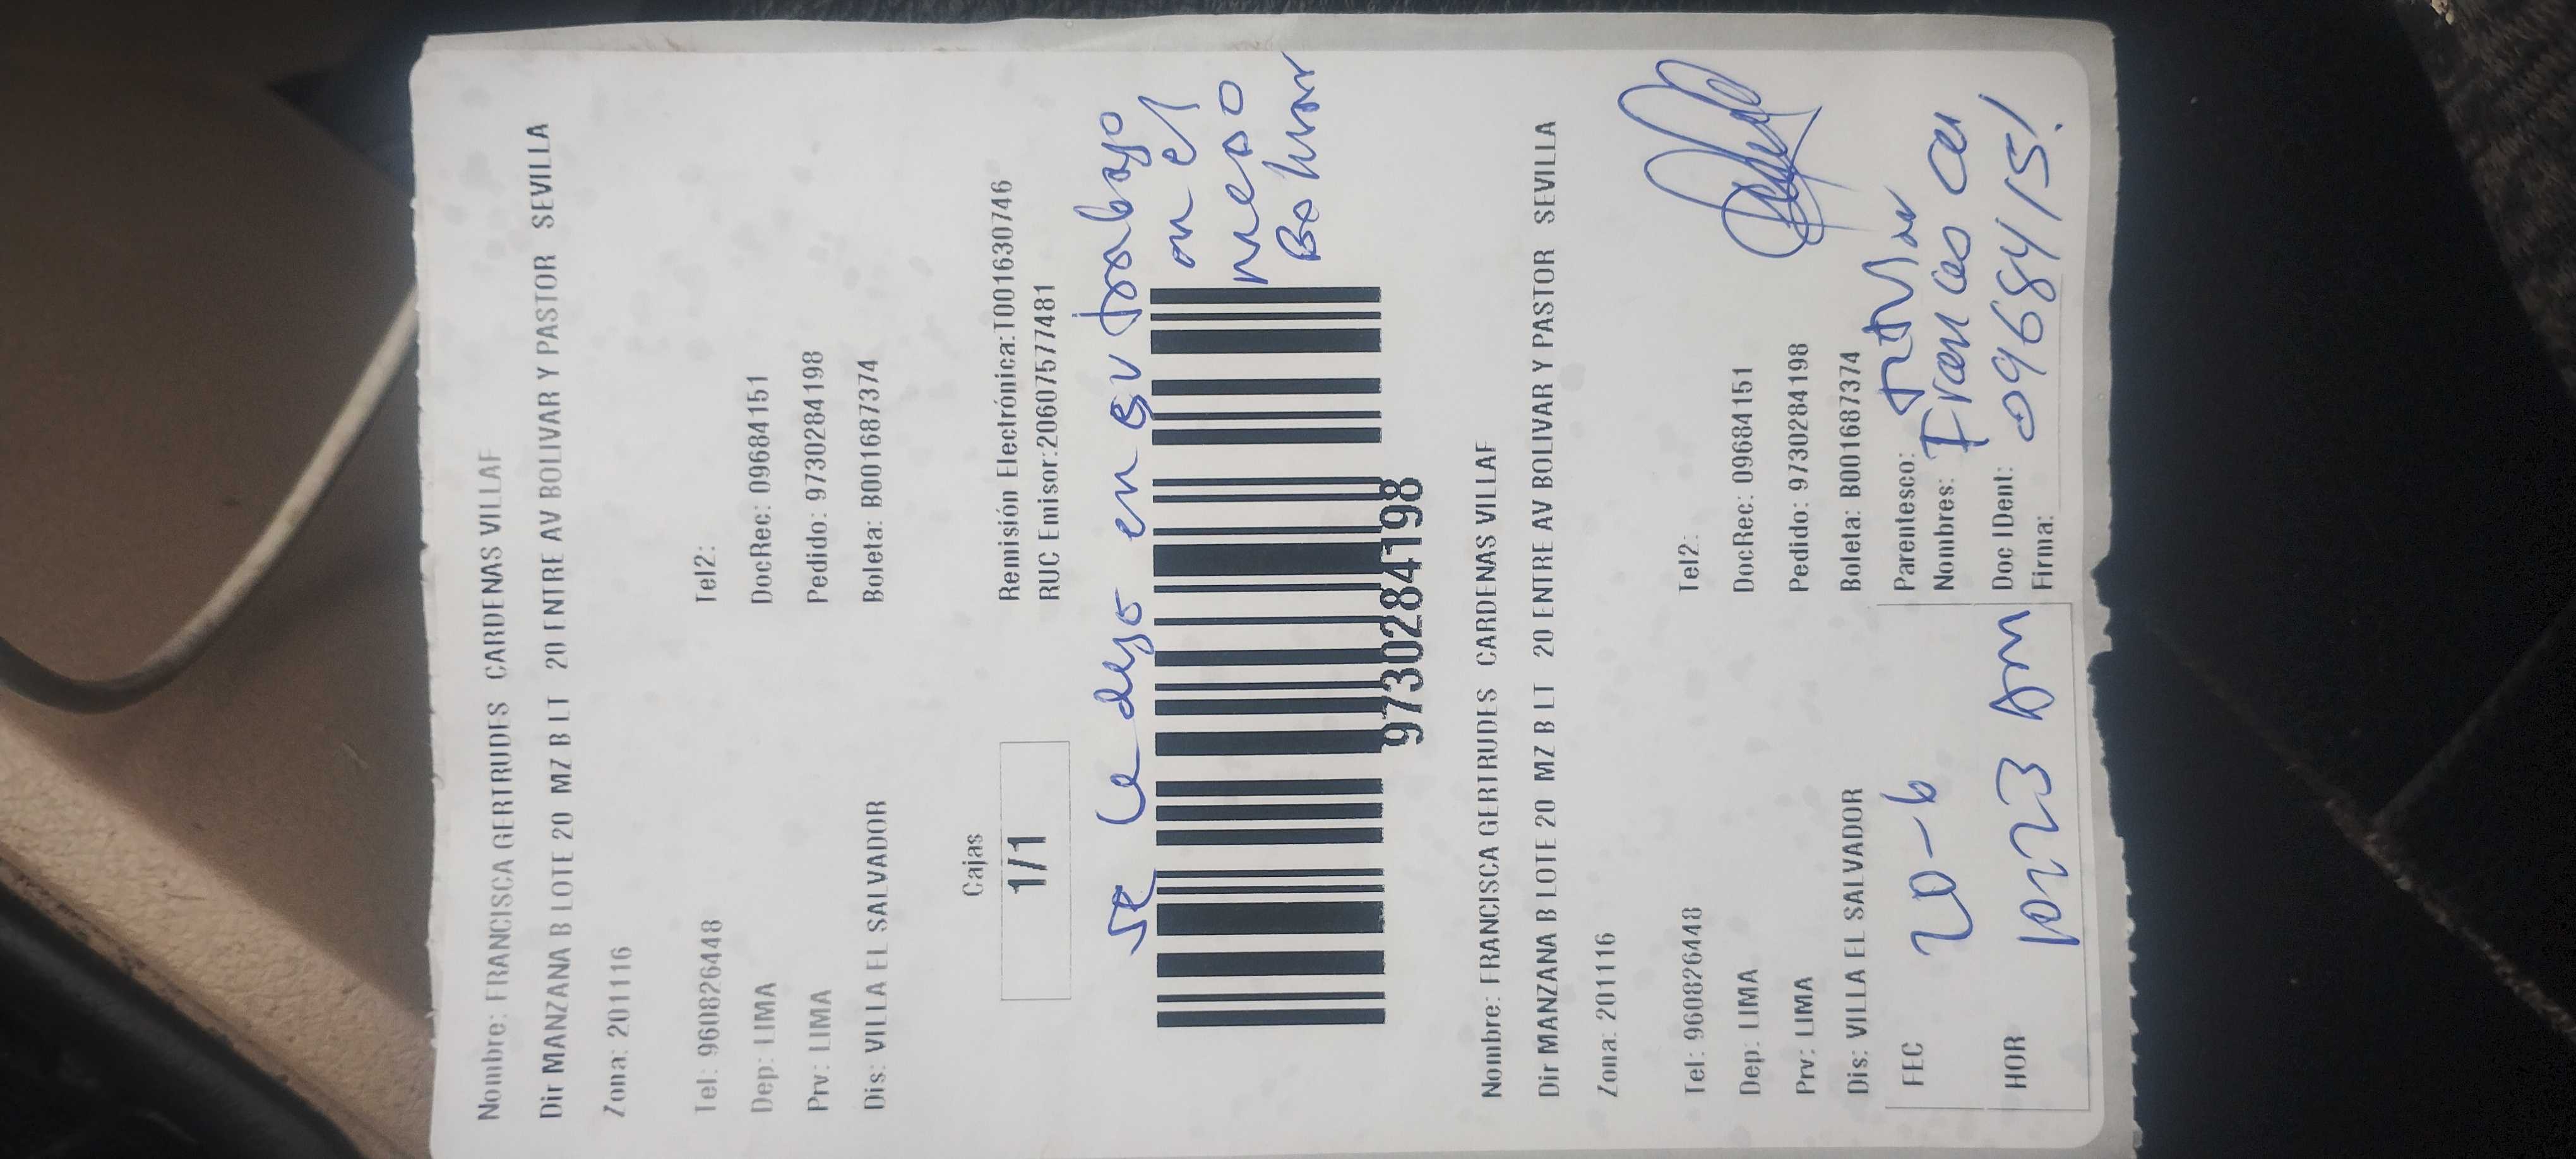 Nombre: FRANCISCA GERTRUDES CARDENAS VILLAF
Dir MANZANA B LOTE 20 MZ B LT 20 ENTRE AV BOLIVAR Y PASTOR SEVILLA
Zona: 201116
Tel: 960826448 Tel2:
Dep: LIMA DocRec: 09684151
Prv: LIMA Pedido: 9730284198
Dis: VILLA EL SALVADOR Boleta: B001687374
Cajas
1/1
Remisión Electrónica:T001630746
RUC Emisor:20607577481
se le dejo en su trabajo
en el
9730284198
Nombre: FRANCISCA GERTRUDES CARDENAS VILLAF
Dir MANZANA B LOTE 20 MZ B LT 20 ENTRE AV BOLIVAR Y PASTOR SEVILLA
Zona: 201116
Tel: 960826448 Tel2:
Dep: LIMA DocRec: 09684151
Prv: LIMA Pedido: 9730284198
Dis: VILLA EL SALVADOR Boleta: B001687374
FEC 20-6
Parentesco: Titular
Nombres: Francisca
HOR 10:23 Am
Doc IDent: 09684151
Firma: